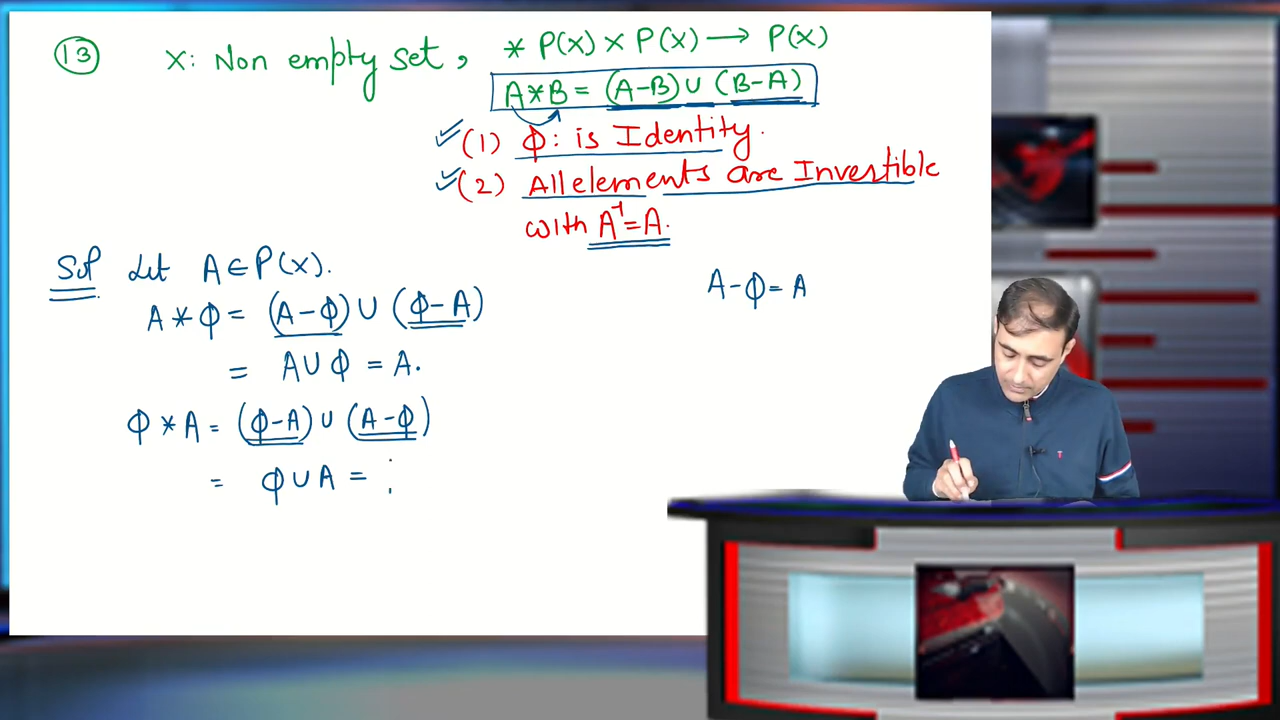 (13) X: Non empty set, * P(X) × P(X) → P(X)
A*B = (A-B) ∪ (B-A)
(1) Φ: is Identity.
(2) All elements are Investible
with A⁻¹=A.
Sol Let A ∈ P(X).
A * Φ = (A-Φ) ∪ (Φ-A)
= A ∪ Φ = A.
A-Φ = A
Φ * A = (Φ-A) ∪ (A-Φ)
= Φ ∪ A =